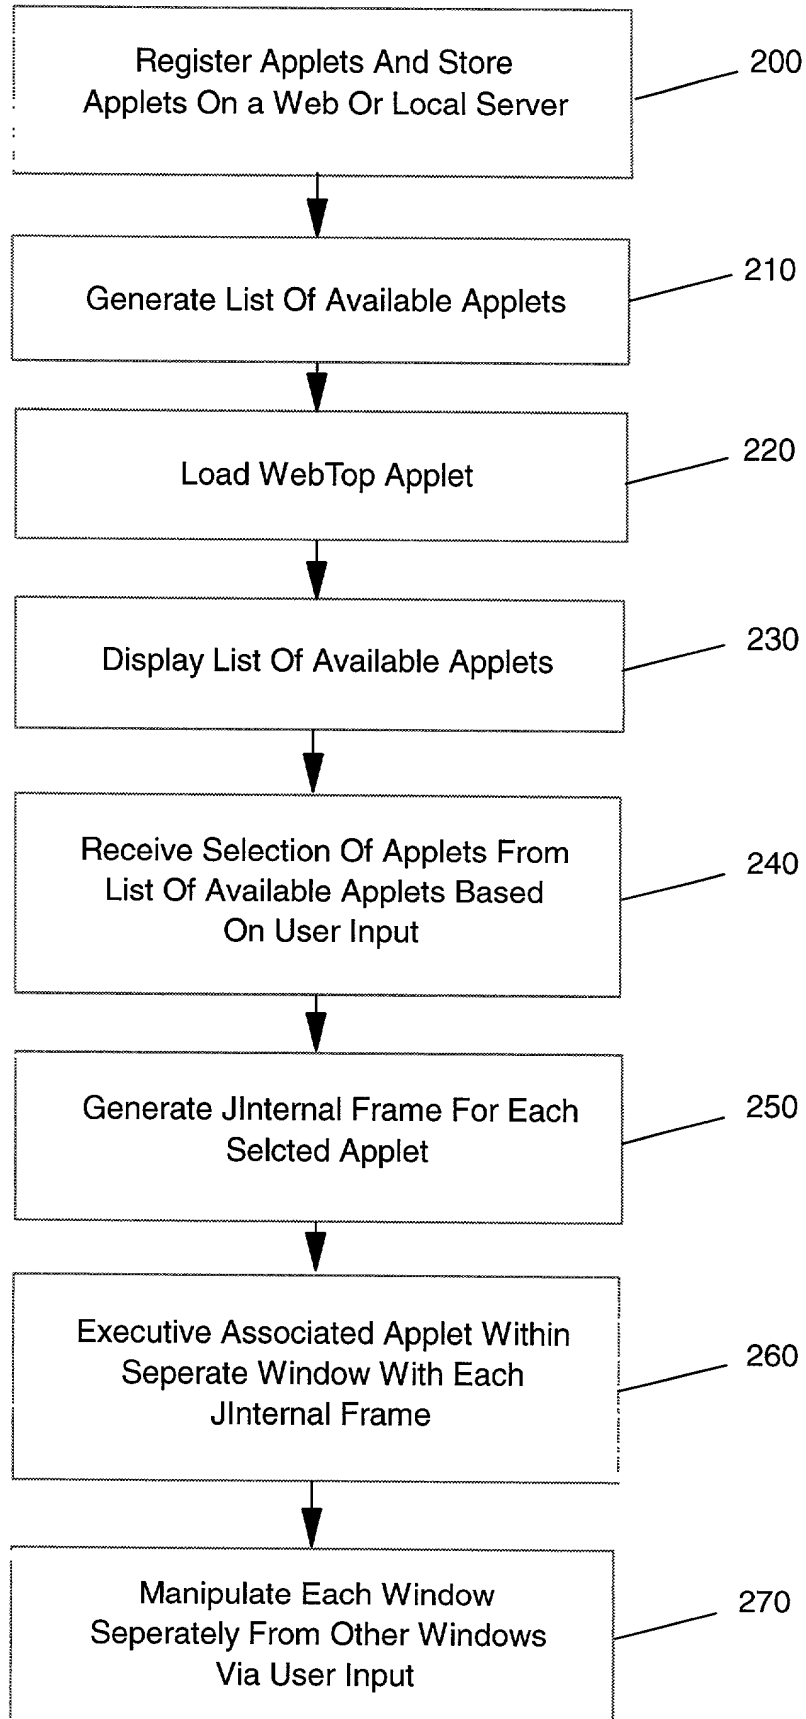 Register Applets And Store
Applets On a Web Or Local Server
200
Generate List Of Available Applets
210
Load WebTop Applet
220
Display List Of Available Applets
230
Receive Selection Of Applets From
List Of Available Applets Based
On User Input
240
Generate JInternal Frame For Each
Selcted Applet
250
Executive Associated Applet Within
Seperate Window With Each
JInternal Frame
260
Manipulate Each Window
Seperately From Other Windows
Via User Input
270